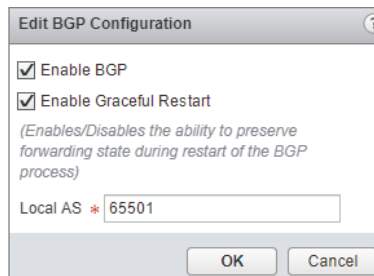 Edit BGP Configuration ?
Enable BGP
Enable Graceful Restart
(Enables/Disables the ability to preserve
forwarding state during restart of the BGP
process)
Local AS * 65501
OK Cancel